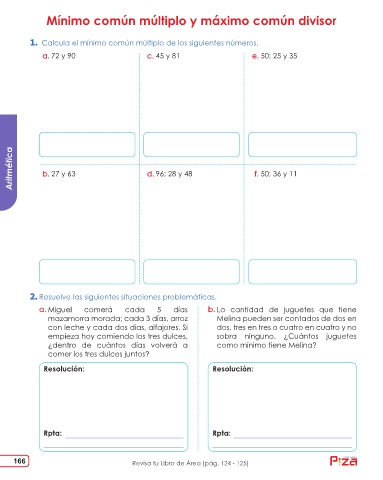 Mínimo común múltiplo y máximo común divisor
1. Calcula el mínimo común múltiplo de los siguientes números.
a. 72 y 90
c. 45 y 81
e. 50; 25 y 35
b. 27 y 63
d. 96; 28 y 48
f. 50; 36 y 11
Aritmética
2. Resuelve las siguientes situaciones problemáticas.
a. Miguel comerá cada 5 días
mazamorra morada; cada 3 días, arroz
con leche y cada dos días, alfajores. Si
empieza hoy comiendo los tres dulces,
¿dentro de cuántos días volverá a
comer los tres dulces juntos?
Resolución:
Rpta:
b. La cantidad de juguetes que tiene
Melina pueden ser contados de dos en
dos, tres en tres o cuatro en cuatro y no
sobra ninguno. ¿Cuántos juguetes
como mínimo tiene Melina?
Resolución:
Rpta:
166
Revisa tu Libro de Área (pág. 124 - 125)